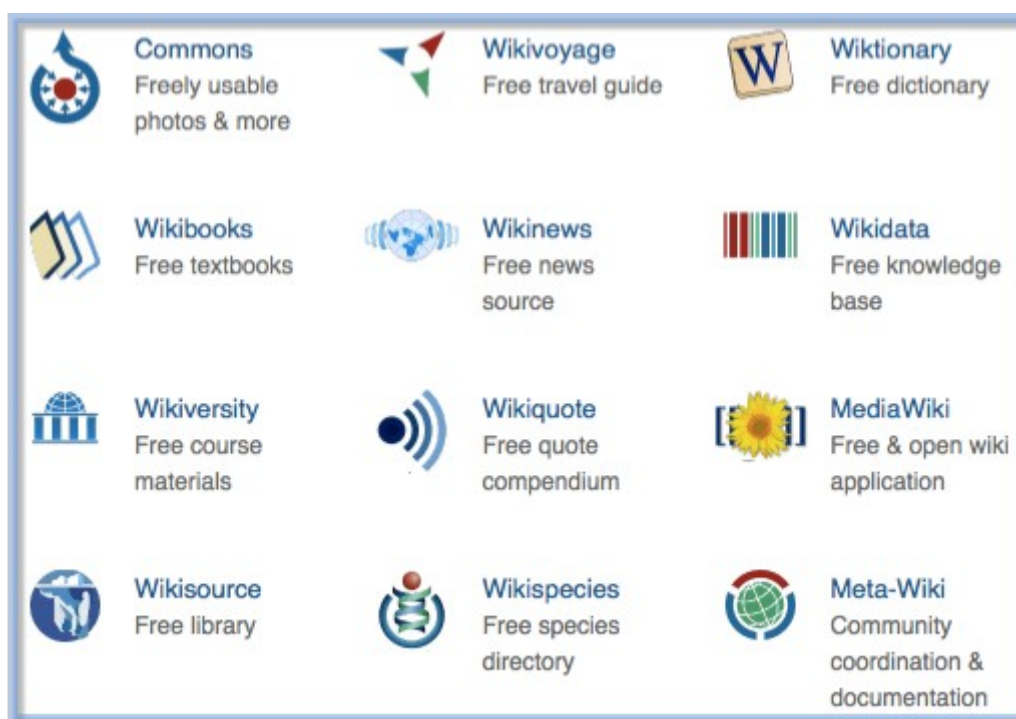 Commons
Freely usable
photos & more
Wikivoyage
Free travel guide
W
Wiktionary
Free dictionary
Wikibooks
Free textbooks
Wikinews
Free news
source
Wikidata
Free knowledge
base
Wikiversity
Free course
materials
Wikiquote
Free quote
compendium
MediaWiki
Free & open wiki
application
Wikisource
Free library
Wikispecies
Free species
directory
Meta-Wiki
Community
coordination &
documentation